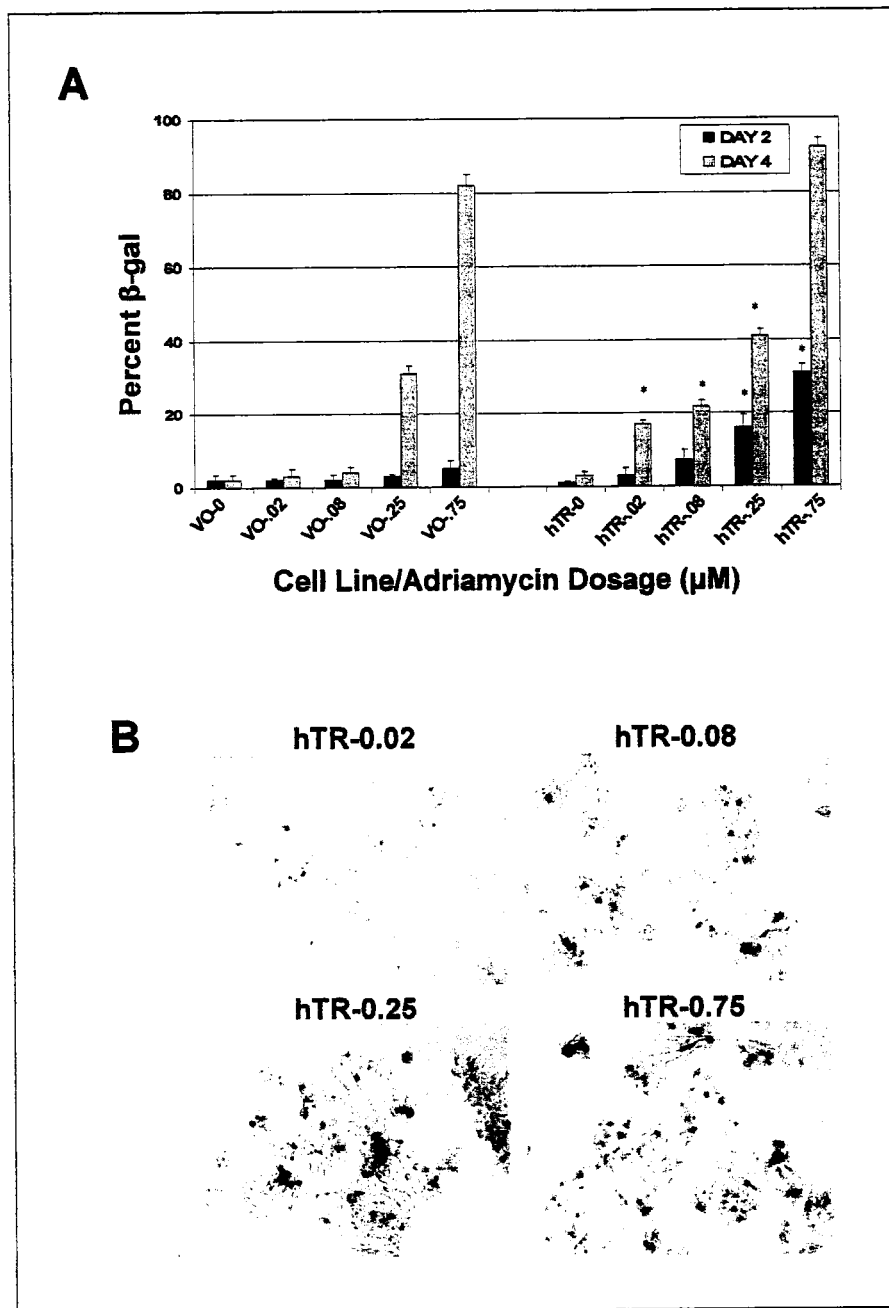 A
100
80
60
40
20
0
Percent β-gal
DAY 2
DAY 4
* * * * * *
VO-0 VO-.02 VO-.08 VO-.25 VO-.75 hTR-0 hTR-.02 hTR-.08 hTR-.25 hTR-.75
Cell Line/Adriamycin Dosage (µM)
B
hTR-0.02 hTR-0.08
hTR-0.25 hTR-0.75